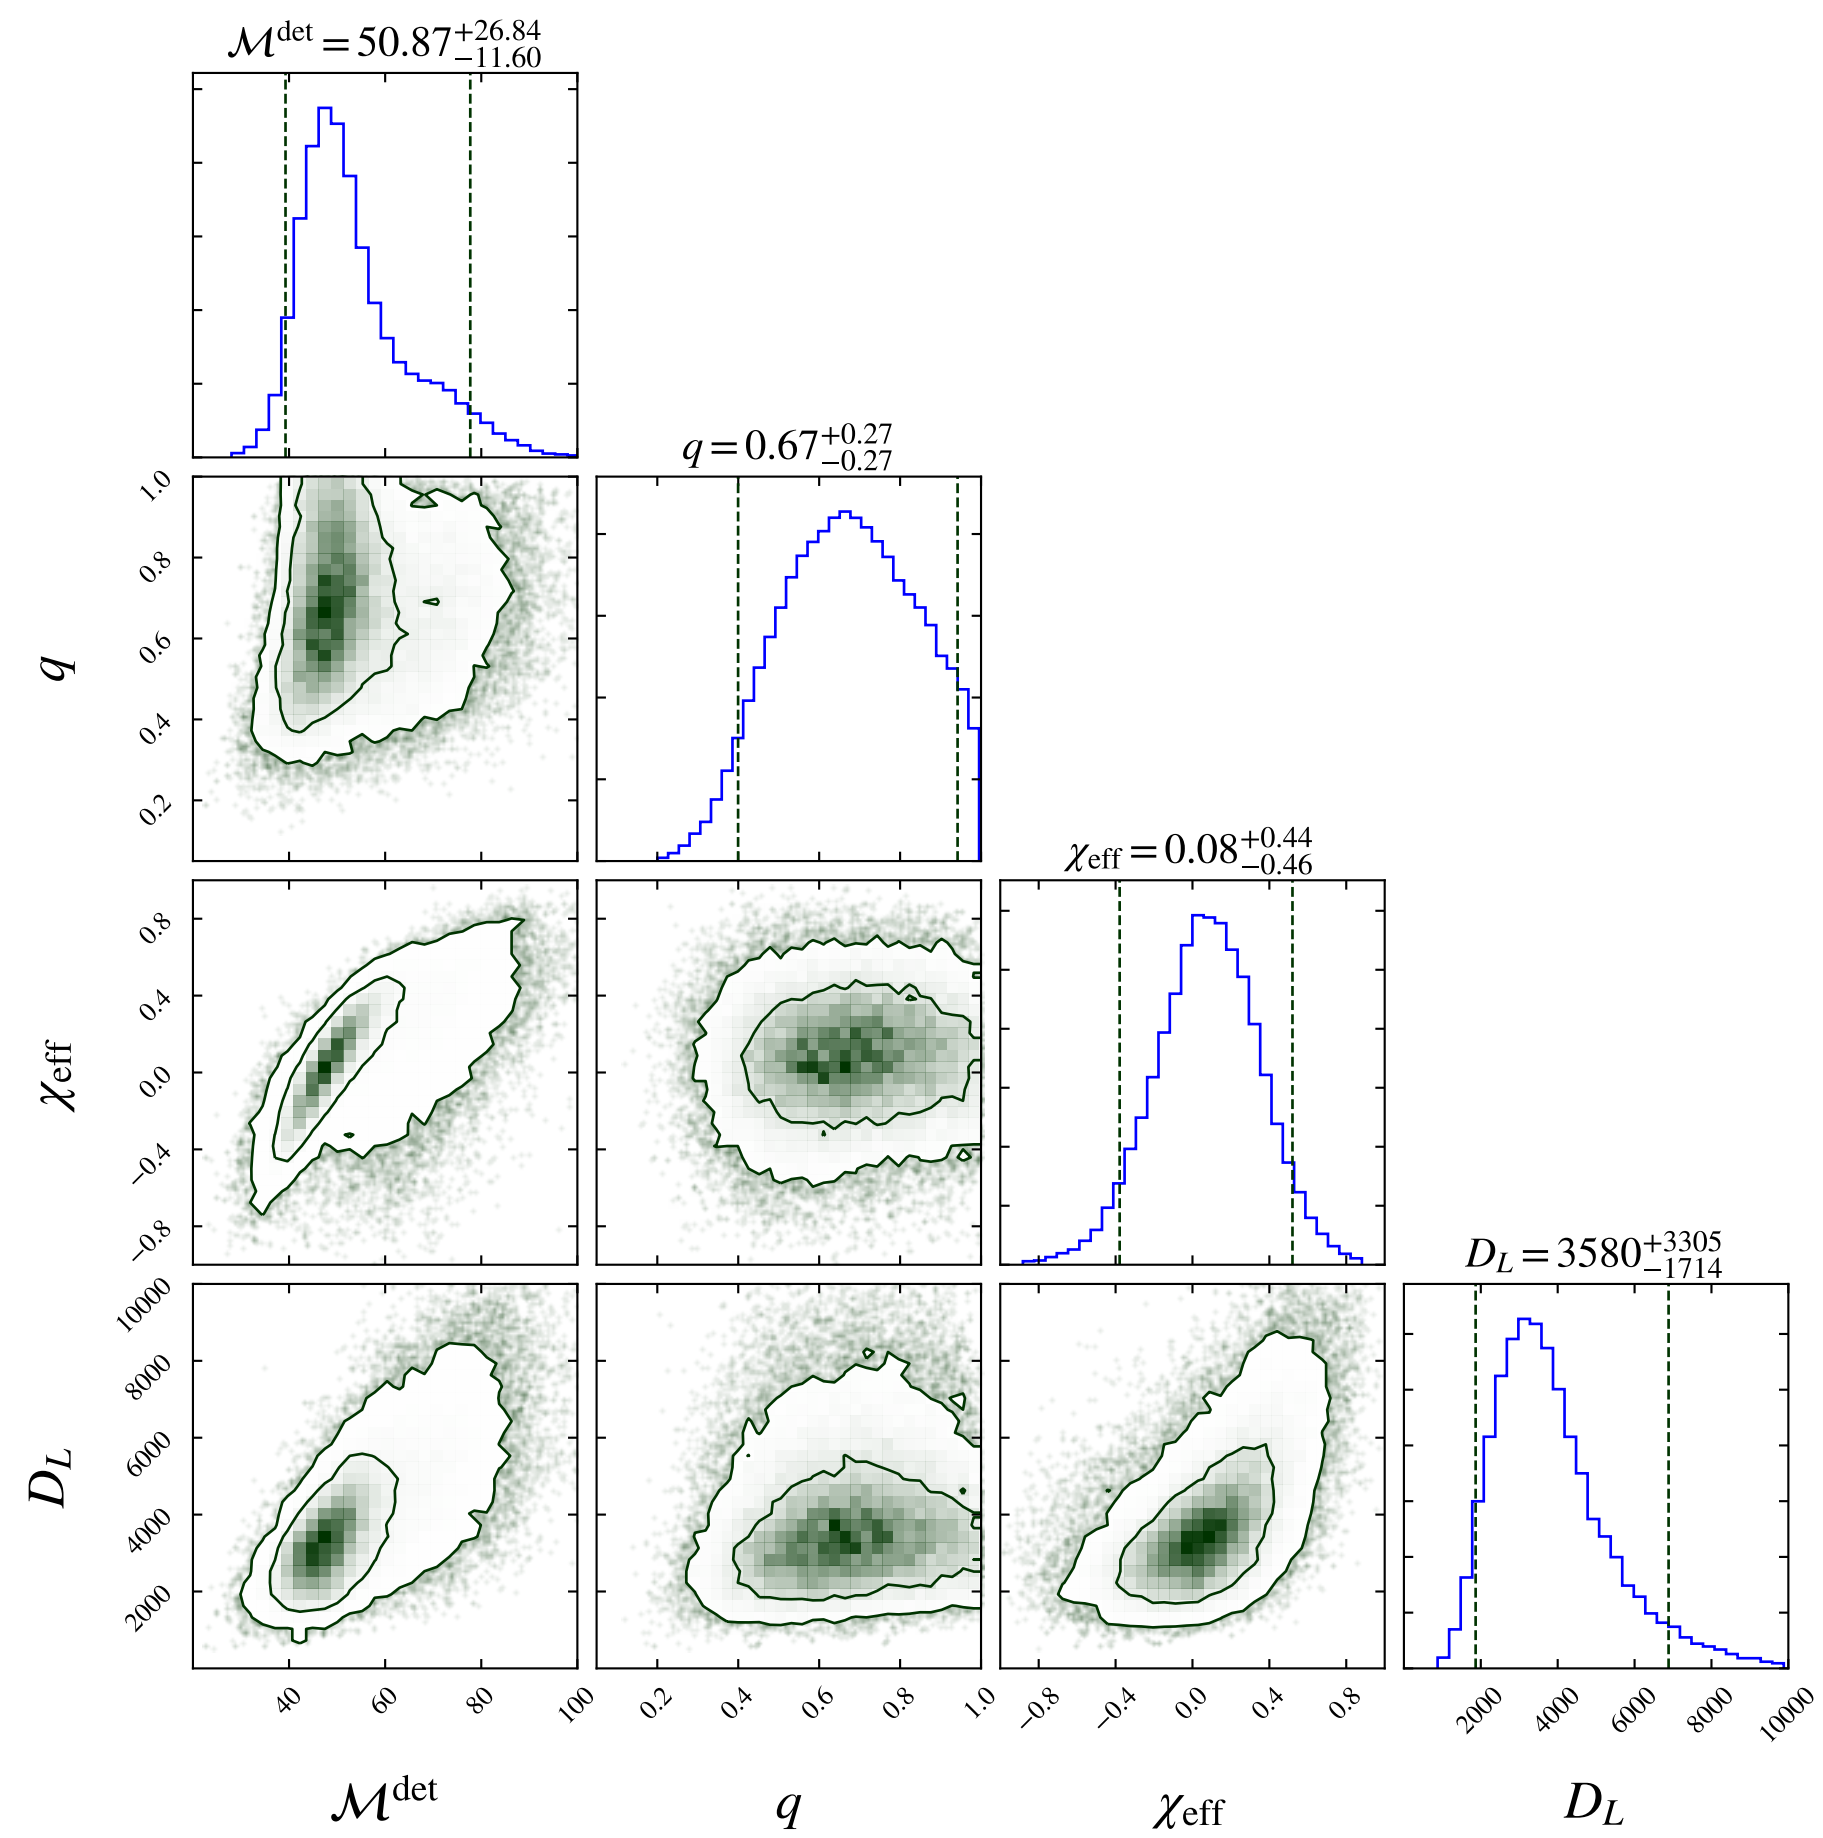 ℳ^det = 50.87^{+26.84}_{−11.60}
q = 0.67^{+0.27}_{−0.27}
1.0
0.8
0.6
0.4
0.2
q
χ_eff = 0.08^{+0.44}_{−0.46}
0.8
0.4
0.0
−0.4
−0.8
χ_eff
D_L = 3580^{+3305}_{−1714}
10000
8000
6000
4000
2000
D_L
40 60 80 100 0.2 0.4 0.6 0.8 1.0 −0.8 −0.4 0.0 0.4 0.8 2000 4000 6000 8000 10000
ℳ^det q χ_eff D_L